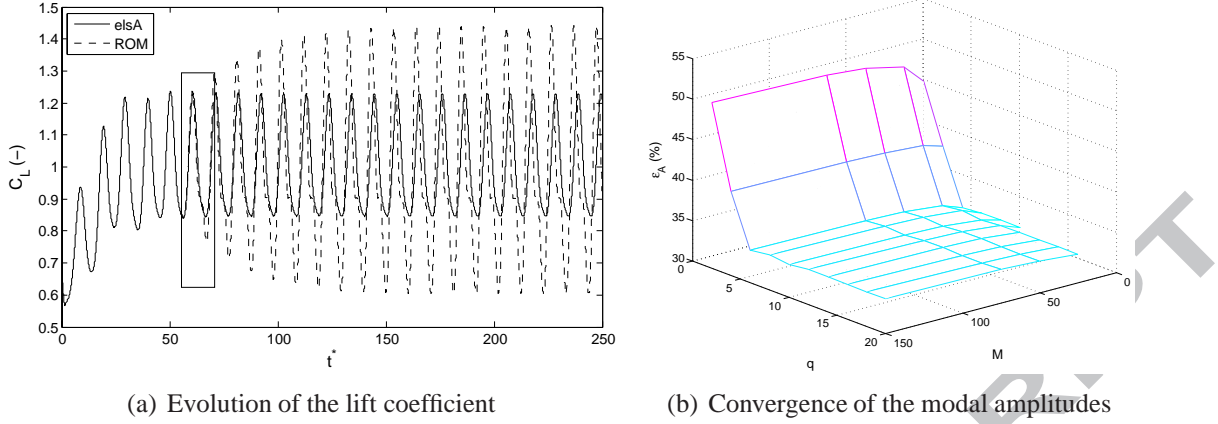 1.5
1.4
1.3
1.2
1.1
1
0.9
0.8
0.7
0.6
0.5
C_L (−)
elsA
ROM
0 50 100 150 200 250
t*
(a) Evolution of the lift coefficient
55
50
45
40
35
30
ε_A (%)
0
5
10
15
20
q
150
100
50
0
M
(b) Convergence of the modal amplitudes